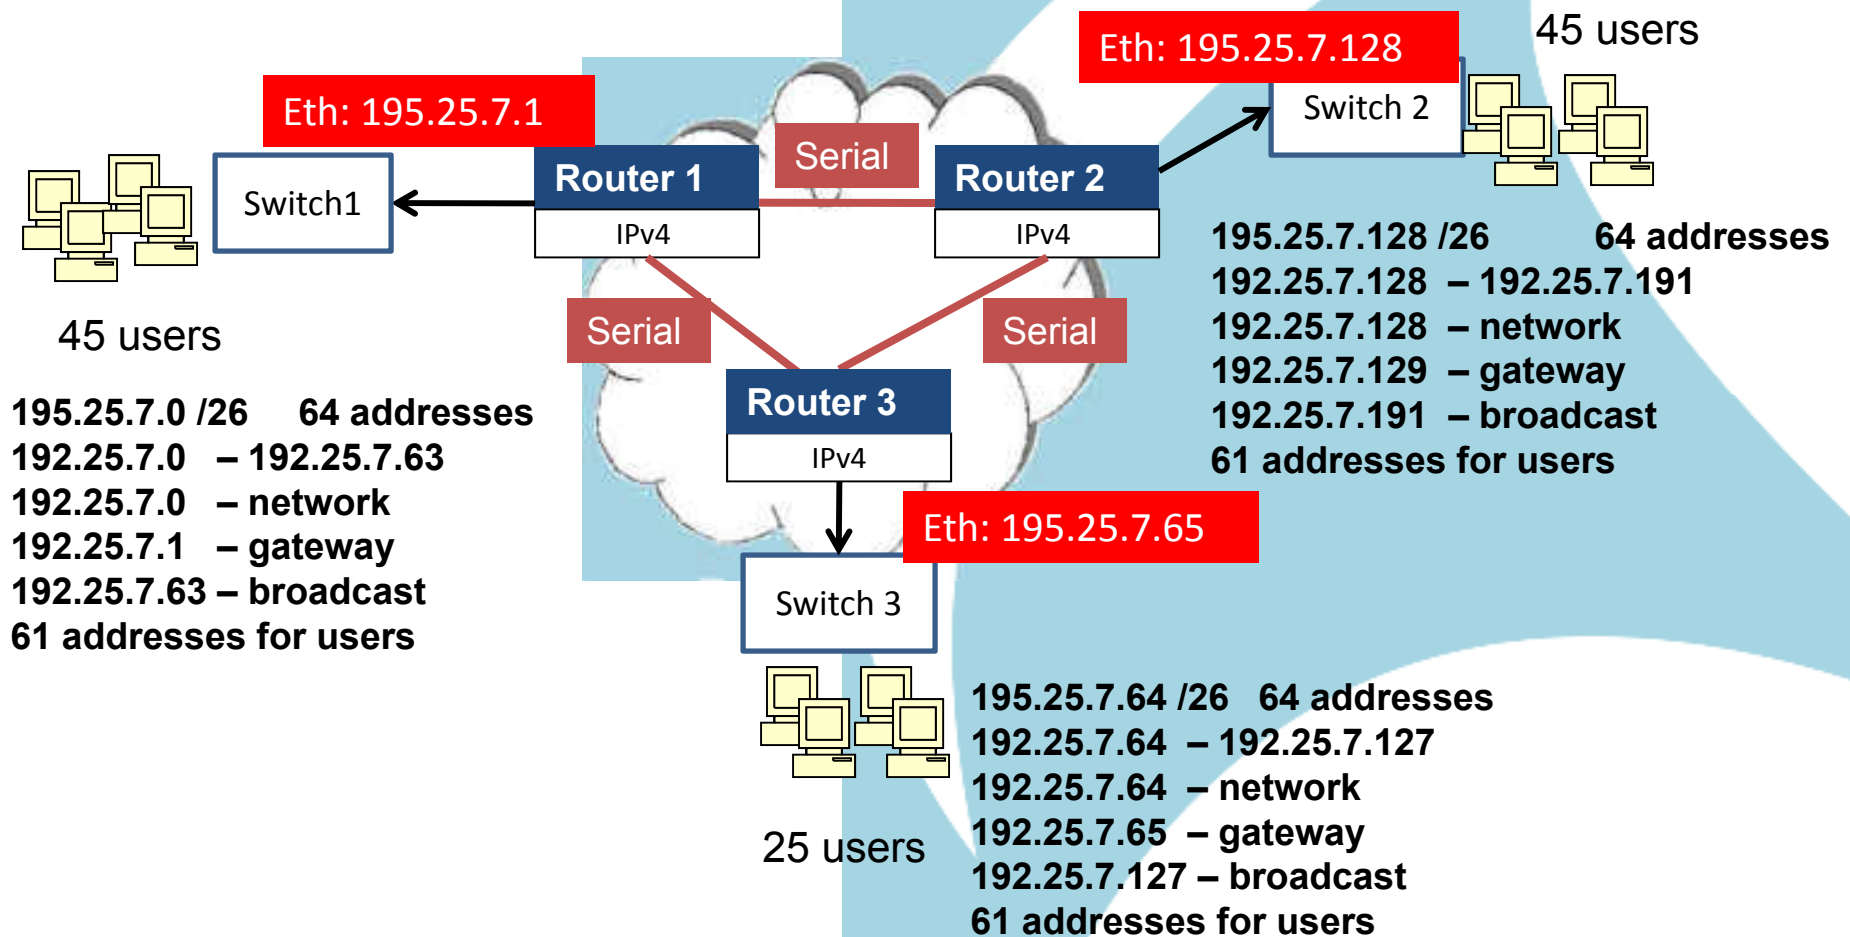 45 users
Eth: 195.25.7.128
Switch 2
Eth: 195.25.7.1
Serial
Router 1
IPv4
Router 2
IPv4
Switch1
45 users
195.25.7.0 /26 64 addresses
192.25.7.0 – 192.25.7.63
192.25.7.0 – network
192.25.7.1 – gateway
192.25.7.63 – broadcast
61 addresses for users
195.25.7.128 /26 64 addresses
192.25.7.128 – 192.25.7.191
192.25.7.128 – network
192.25.7.129 – gateway
192.25.7.191 – broadcast
61 addresses for users
Serial
Serial
Router 3
IPv4
Eth: 195.25.7.65
Switch 3
25 users
195.25.7.64 /26 64 addresses
192.25.7.64 – 192.25.7.127
192.25.7.64 – network
192.25.7.65 – gateway
192.25.7.127 – broadcast
61 addresses for users